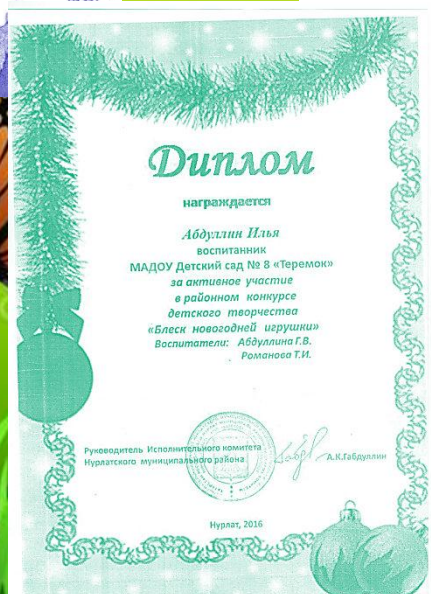 Диплом
награждается
Абдуллин Илья
воспитанник
МАДОУ Детский сад № 8 «Теремок»
за активное участие
в районном конкурсе
детского творчества
«Блеск новогодней игрушки»
Воспитатели: Абдуллина Г.В.
Романова Т.И.
Руководитель Исполнительного комитета
Нурлатского муниципального района
А.К.Габдуллин
Нурлат, 2016